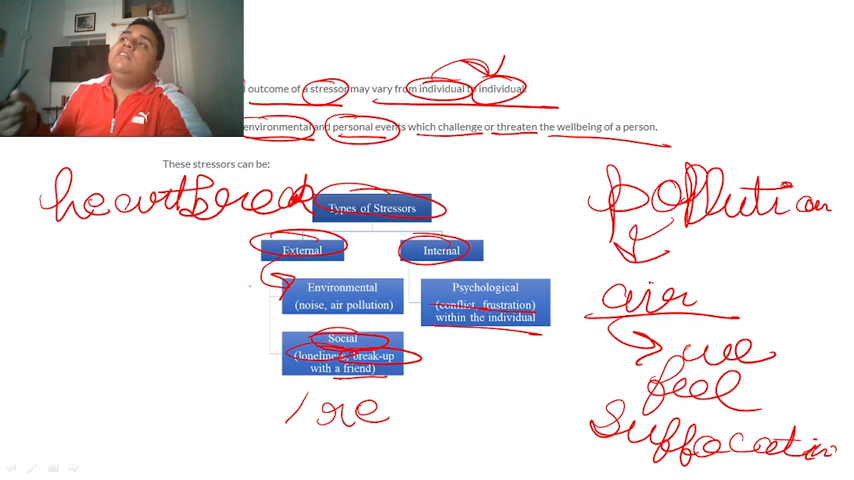 outcome of a stressor may vary from individual to individual.
environmental and personal events which challenge or threaten the wellbeing of a person.
These stressors can be:
heartbreak
Types of Stressors
pollution
External
Internal
Environmental
(noise, air pollution)
Psychological
(conflict, frustration)
within the individual
air
Social
(loneliness, break-up
with a friend)
we
feel
suffocation